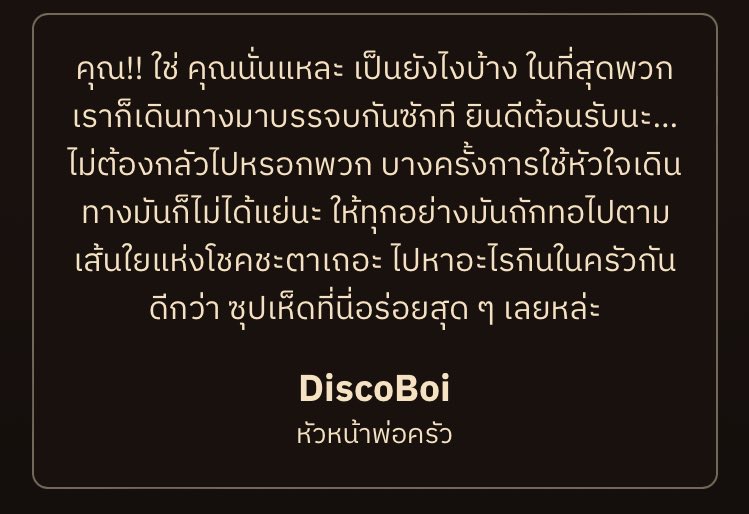 คุณ!! ใช่ คุณนั่นแหละ เป็นยังไงบ้าง ในที่สุดพวก
เราก็เดินทางมาบรรจบกันซักที ยินดีต้อนรับนะ...
ไม่ต้องกลัวไปหรอกพวก บางครั้งการใช้หัวใจเดิน
ทางมันก็ไม่ได้แย่นะ ให้ทุกอย่างมันถักทอไปตาม
เส้นใยแห่งโชคชะตาเถอะ ไปหาอะไรกินในครัวกัน
ดีกว่า ซุปเห็ดที่นี่อร่อยสุด ๆ เลยหล่ะ
DiscoBoi
หัวหน้าพ่อครัว